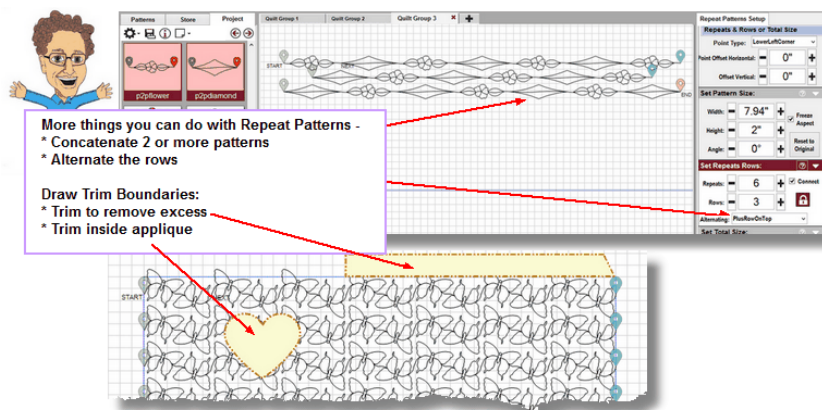 Patterns Store Project
p2pflower p2pdiamond
Quilt Group 1 Quilt Group 2 Quilt Group 3
START NEXT
END
Repeat Patterns Setup
Repeats & Rows or Total Size
Point Type: LowerLeftCorner
Point Offset Horizontal: 0"
Offset Vertical: 0"
Set Pattern Size:
Width: 7.94"
Freeze Aspect
Height: 2"
Angle: 0°
Reset to Original
Set Repeats Rows:
Repeats: 6 Connect
Rows: 3
Alternating: PlusRowOnTop
Set Total Size:
More things you can do with Repeat Patterns -
* Concatenate 2 or more patterns
* Alternate the rows
Draw Trim Boundaries:
* Trim to remove excess
* Trim inside applique
START NEXT